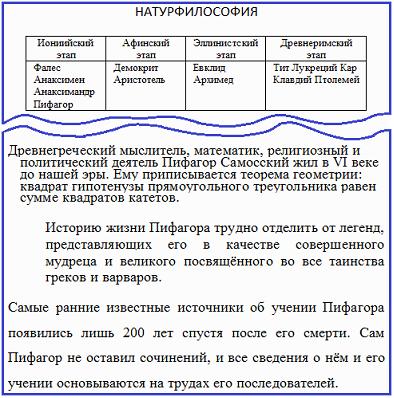 НАТУРФИЛОСОФИЯ
Ионийский этап Афинский этап Эллинистский этап Древнеримский этап
Фалес Демокрит Евклид Тит Лукреций Кар
Анаксимен Аристотель Архимед Клавдий Птолемей
Анаксимандр
Пифагор
Древнегреческий мыслитель, математик, религиозный и
политический деятель Пифагор Самосский жил в VI веке
до нашей эры. Ему приписывается теорема геометрии:
квадрат гипотенузы прямоугольного треугольника равен
сумме квадратов катетов.
Историю жизни Пифагора трудно отделить от легенд,
представляющих его в качестве совершенного
мудреца и великого посвящённого во все таинства
греков и варваров.
Самые ранние известные источники об учении Пифагора
появились лишь 200 лет спустя после его смерти. Сам
Пифагор не оставил сочинений, и все сведения о нём и его
учении основываются на трудах его последователей.